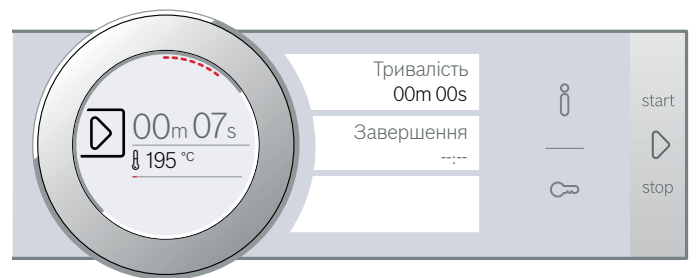 00m 07s
195 °C
Тривалість
00m 00s
Завершення
--:--
start
stop